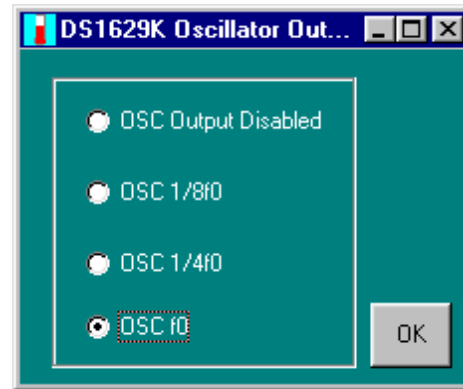 DS1629K Oscillator Out...
OSC Output Disabled
OSC 1/8f0
OSC 1/4f0
OSC f0
OK